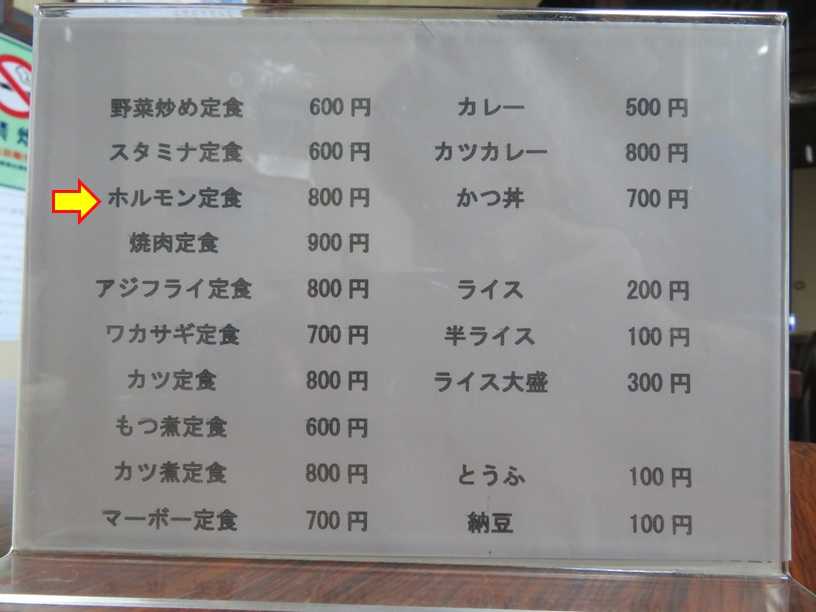 野菜炒め定食 600円
スタミナ定食 600円
ホルモン定食 800円
焼肉定食 900円
アジフライ定食 800円
ワカサギ定食 700円
カツ定食 800円
もつ煮定食 600円
カツ煮定食 800円
マーボー定食 700円
カレー 500円
カツカレー 800円
かつ丼 700円
ライス 200円
半ライス 100円
ライス大盛 300円
とうふ 100円
納豆 100円